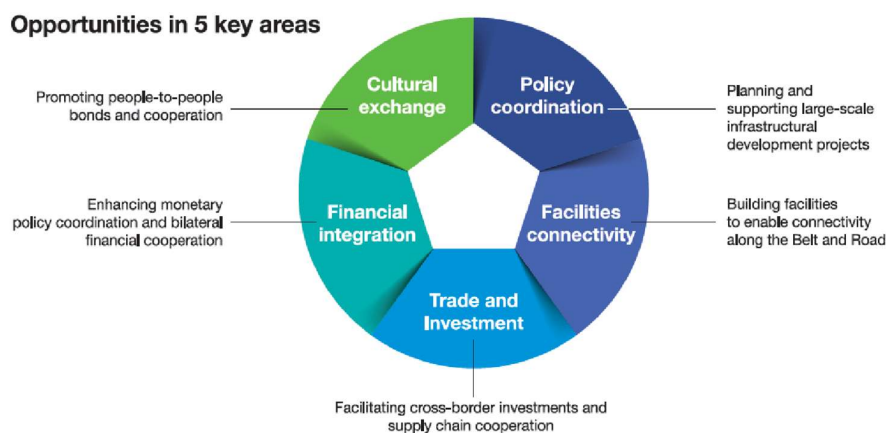 Opportunities in 5 key areas
Cultural
exchange
Promoting people-to-people
bonds and cooperation
Policy
coordination
Planning and
supporting large-scale
infrastructural
development projects
Financial
integration
Enhancing monetary
policy coordination and bilateral
financial cooperation
Facilities
connectivity
Building facilities
to enable connectivity
along the Belt and Road
Trade and
Investment
Facilitating cross-border investments and
supply chain cooperation